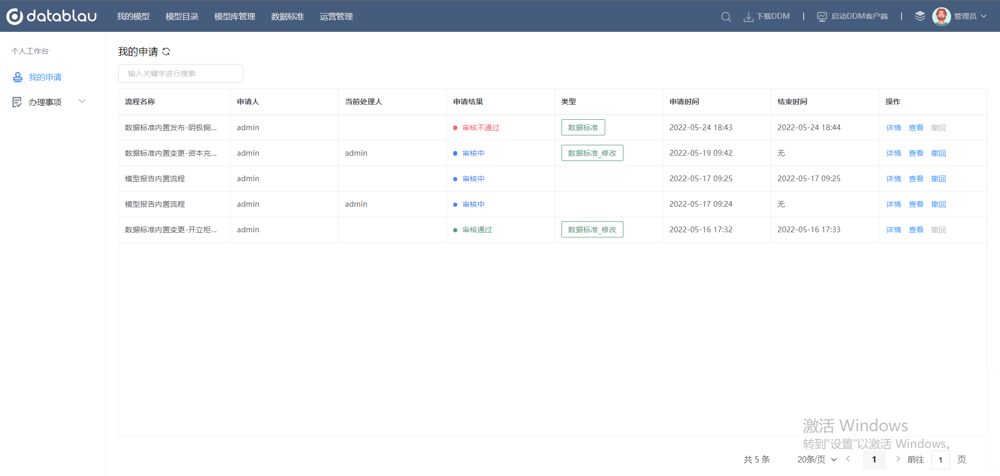 datablau 我的模型 模型目录 模型库管理 数据标准 运营管理 下载DDM | 启动DDM客户端 | 管理员
个人工作台
我的申请
办理事项
我的申请
输入关键字进行搜索
流程名称 申请人 当前处理人 申请结果 类型 申请时间 结束时间 操作
数据标准内置发布-阴极铜... admin 审核不通过 数据标准 2022-05-24 18:43 2022-05-24 18:44 详情 查看 撤回
数据标准内置变更-资本充... admin admin 审核中 数据标准_修改 2022-05-19 09:42 无 详情 查看 撤回
模型报告内置流程 admin 审核中 2022-05-17 09:25 2022-05-17 09:25 详情 查看 撤回
模型报告内置流程 admin admin 审核中 2022-05-17 09:24 无 详情 查看 撤回
数据标准内置变更-开立柜... admin 审核通过 数据标准_修改 2022-05-16 17:32 2022-05-16 17:33 详情 查看 撤回
激活 Windows
转到“设置”以激活 Windows。
共 5 条 20条/页 1 前往 1 页